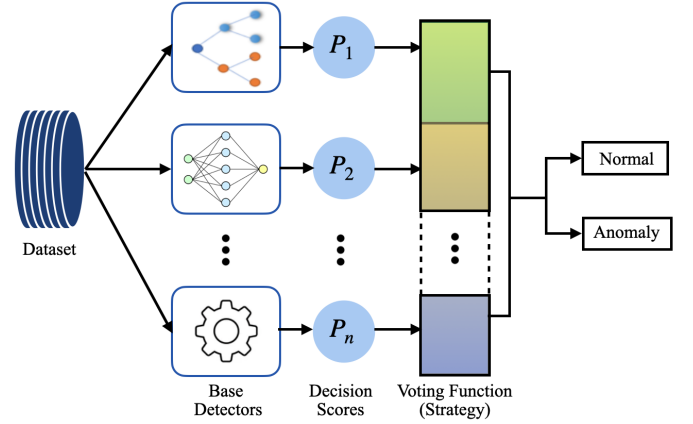 P1
P2
Pn
Normal
Anomaly
Dataset
Base
Detectors
Decision
Scores
Voting Function
(Strategy)